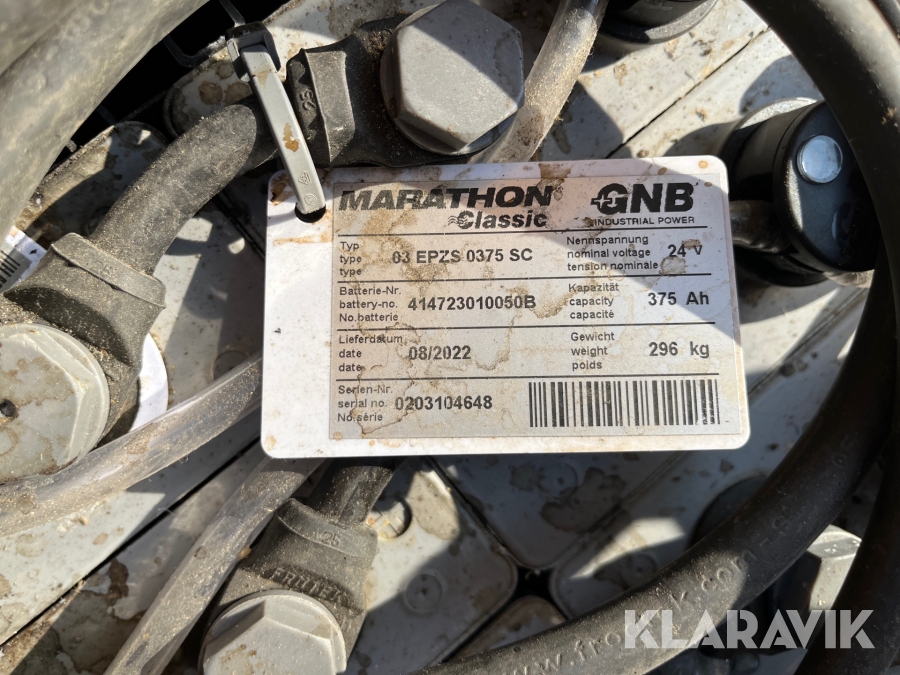 MARATHON
Classic
GNB
INDUSTRIAL POWER
Typ
type
type
03 EPZS 0375 SC
Nennspannung
nominal voltage
tension nominale
24 V
Batterie-Nr.
battery-no.
No.batterie
414723010050B
Kapazität
capacity
capacité
375 Ah
Lieferdatum
date
date
08/2022
Gewicht
weight
poids
296 kg
Serien-Nr.
serial no.
No.série
0203104648
25
25
KLARAVIK